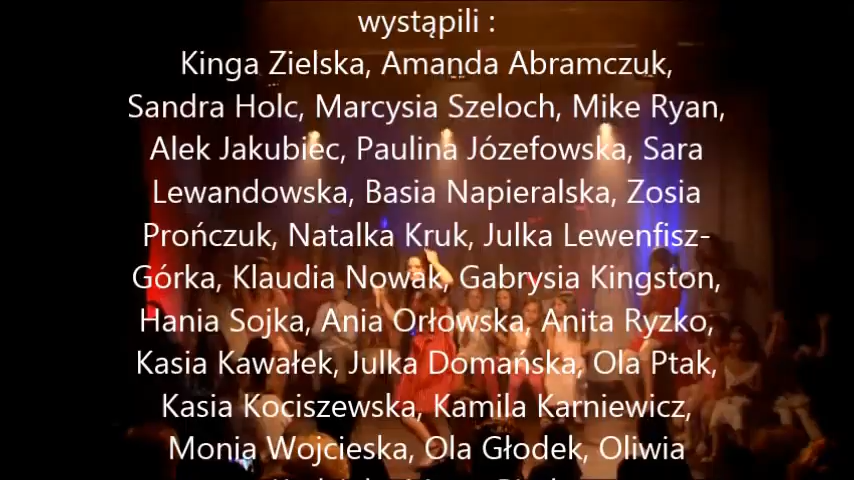 wystąpili :
Kinga Zielska, Amanda Abramczuk,
Sandra Holc, Marcysia Szeloch, Mike Ryan,
Alek Jakubiec, Paulina Józefowska, Sara
Lewandowska, Basia Napieralska, Zosia
Prończuk, Natalka Kruk, Julka Lewenfisz-
Górka, Klaudia Nowak, Gabrysia Kingston,
Hania Sojka, Ania Orłowska, Anita Ryzko,
Kasia Kawałek, Julka Domańska, Ola Ptak,
Kasia Kociszewska, Kamila Karniewicz,
Monia Wojcieska, Ola Głodek, Oliwia